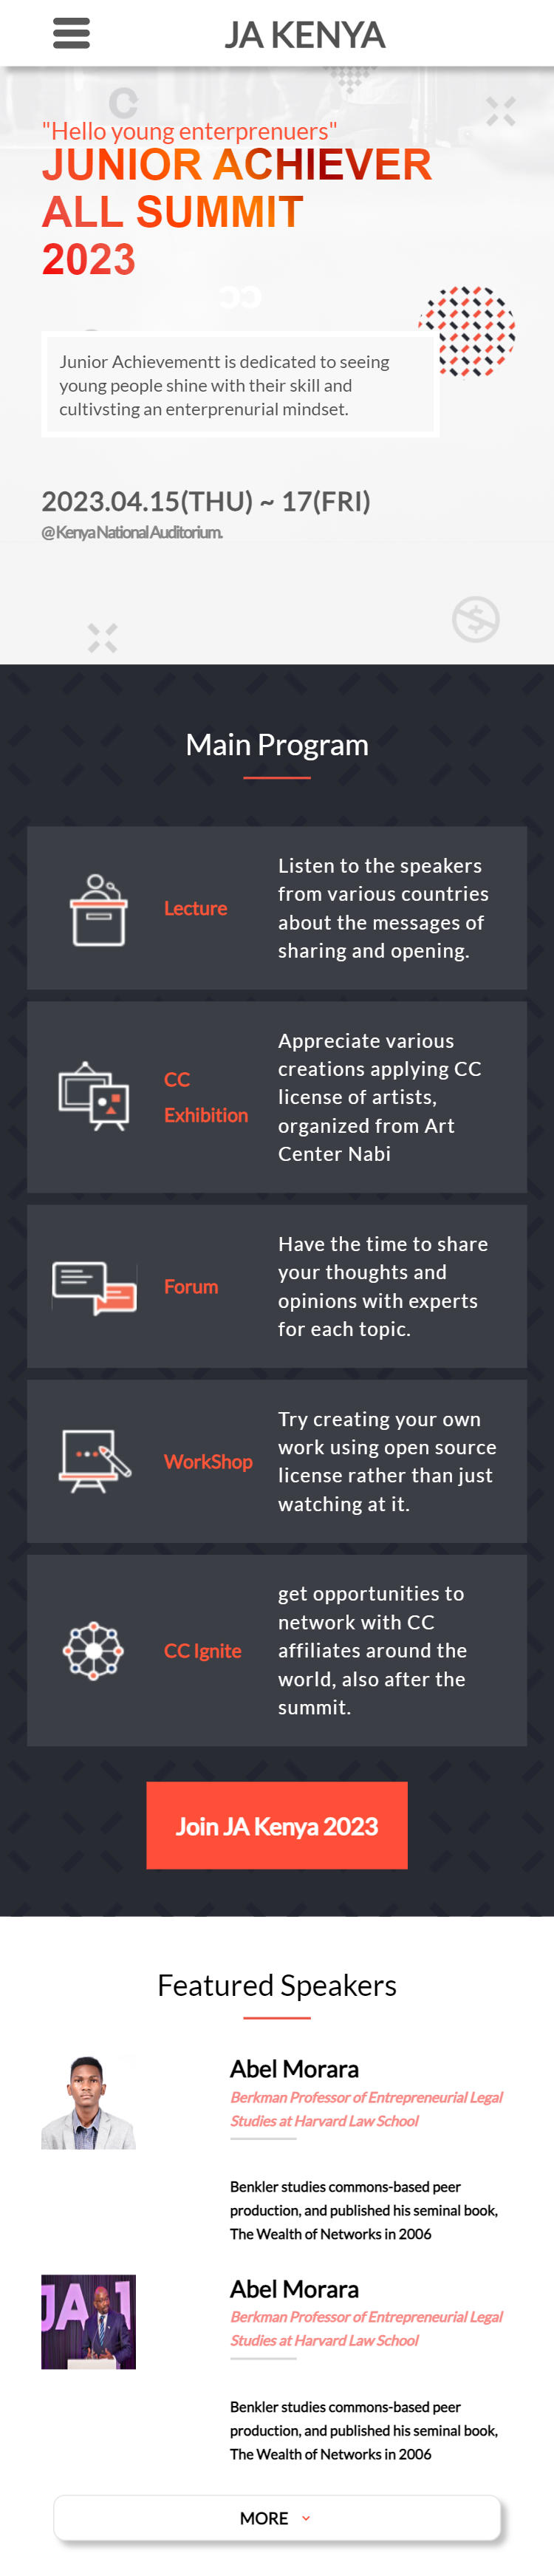 JA KENYA
"Hello young enterprenuers"
JUNIOR ACHIEVER
ALL SUMMIT
2023
Junior Achievementt is dedicated to seeing
young people shine with their skill and
cultivsting an enterprenurial mindset.
2023.04.15(THU) ~ 17(FRI)
@Kenya National Auditorium.
Main Program
Lecture
Listen to the speakers
from various countries
about the messages of
sharing and opening.
CC
Exhibition
Appreciate various
creations applying CC
license of artists,
organized from Art
Center Nabi
Forum
Have the time to share
your thoughts and
opinions with experts
for each topic.
WorkShop
Try creating your own
work using open source
license rather than just
watching at it.
CC Ignite
get opportunities to
network with CC
affiliates around the
world, also after the
summit.
Join JA Kenya 2023
Featured Speakers
Abel Morara
Berkman Professor of Entrepreneurial Legal
Studies at Harvard Law School
Benkler studies commons-based peer
production, and published his seminal book,
The Wealth of Networks in 2006
JA 1
Abel Morara
Berkman Professor of Entrepreneurial Legal
Studies at Harvard Law School
Benkler studies commons-based peer
production, and published his seminal book,
The Wealth of Networks in 2006
MORE